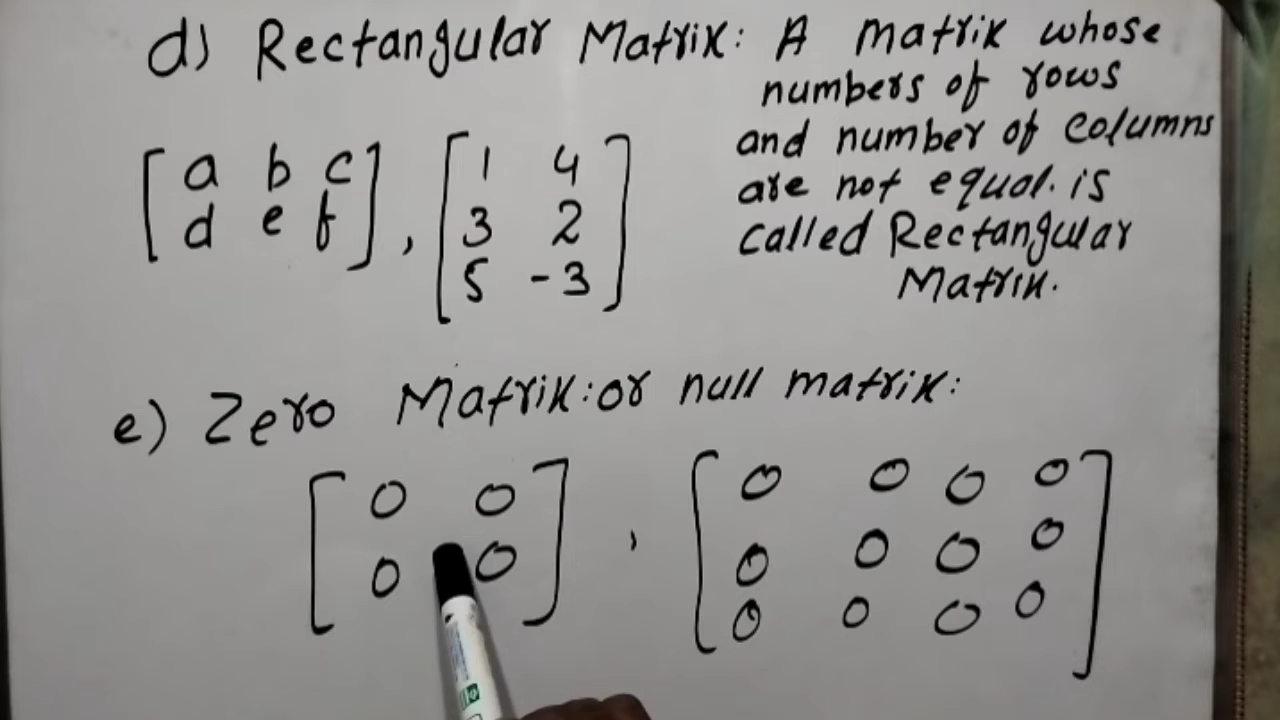 d) Rectangular Matrix: A matrix whose
numbers of rows
and number of columns
are not equal. is
called Rectangular
Matrix.
[a b c
d e f] , [1 4
3 2
5 -3]
e) Zero Matrix: or null matrix:
[0 0
0 0] , [0 0 0 0
0 0 0 0
0 0 0 0]